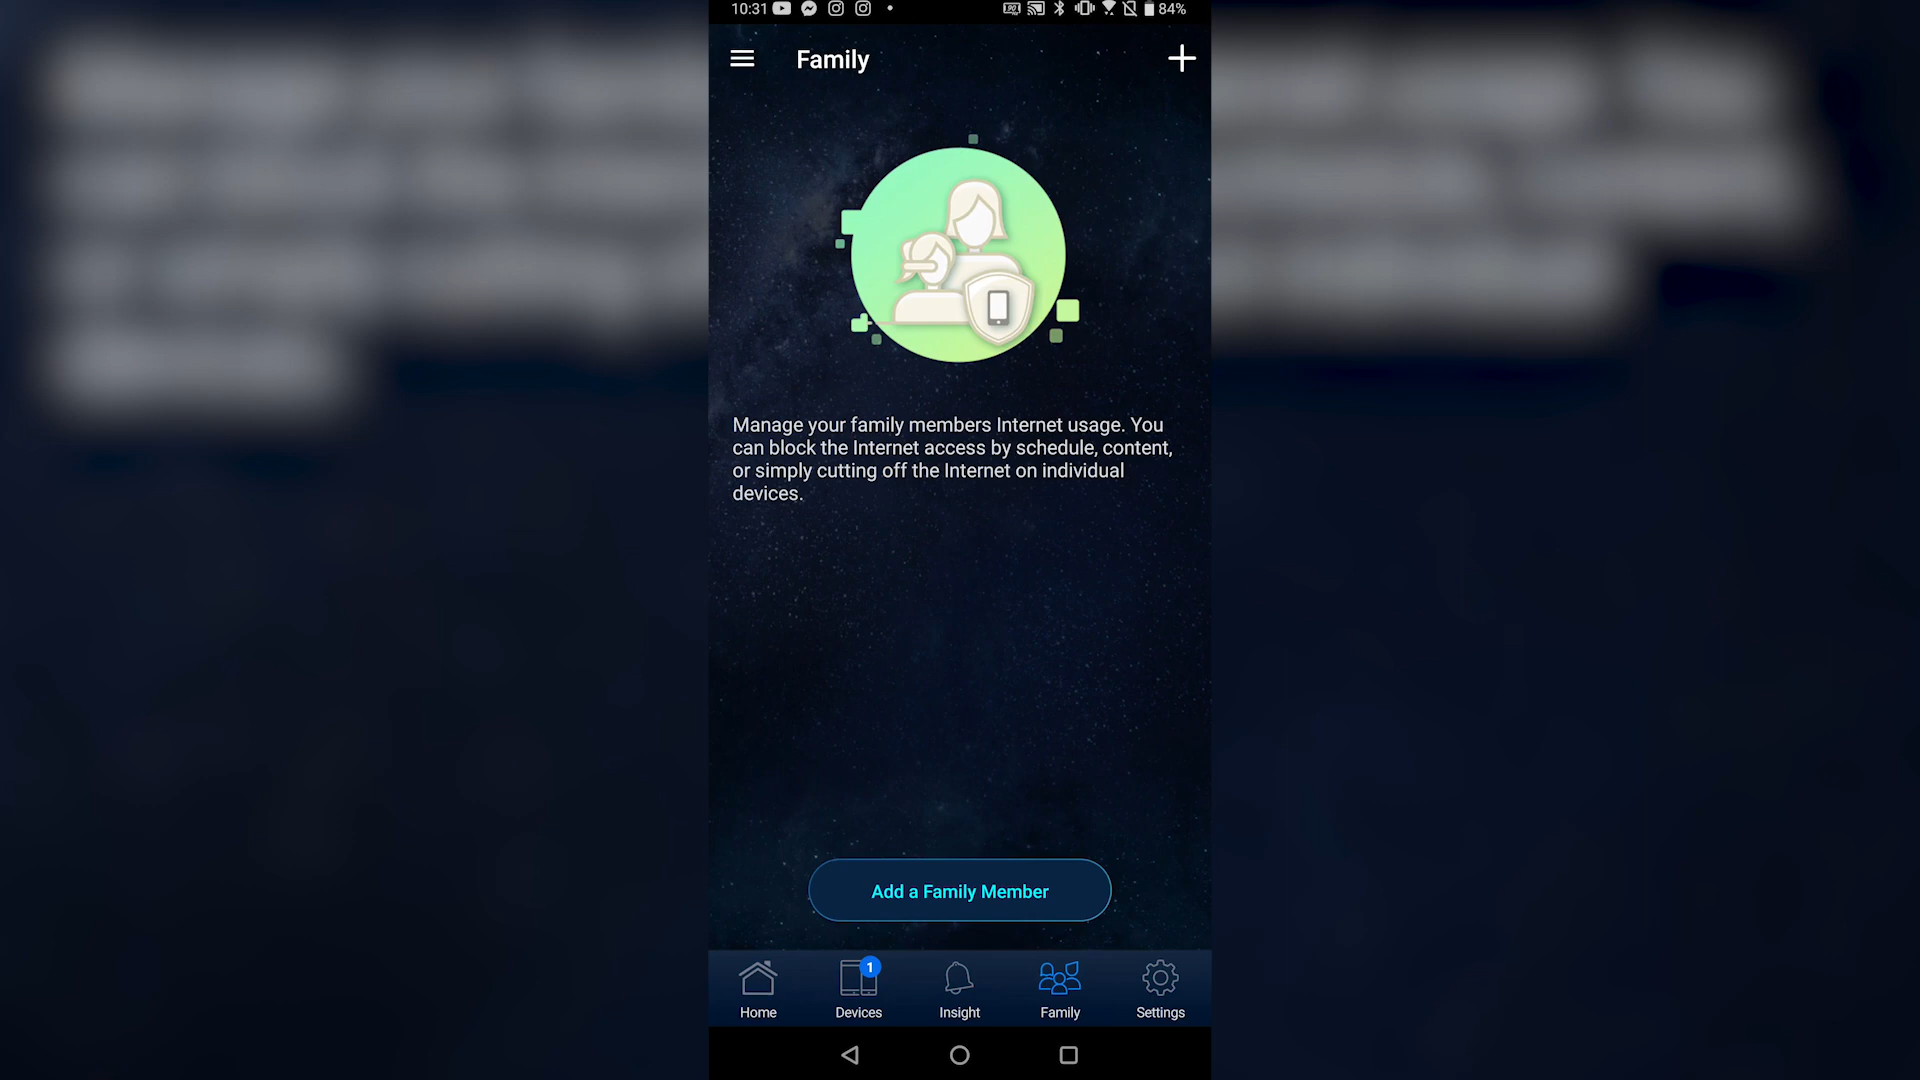 10:31 84%
Family
Manage your family members Internet usage. You
can block the Internet access by schedule, content,
or simply cutting off the Internet on individual
devices.
Add a Family Member
1
Home Devices Insight Family Settings